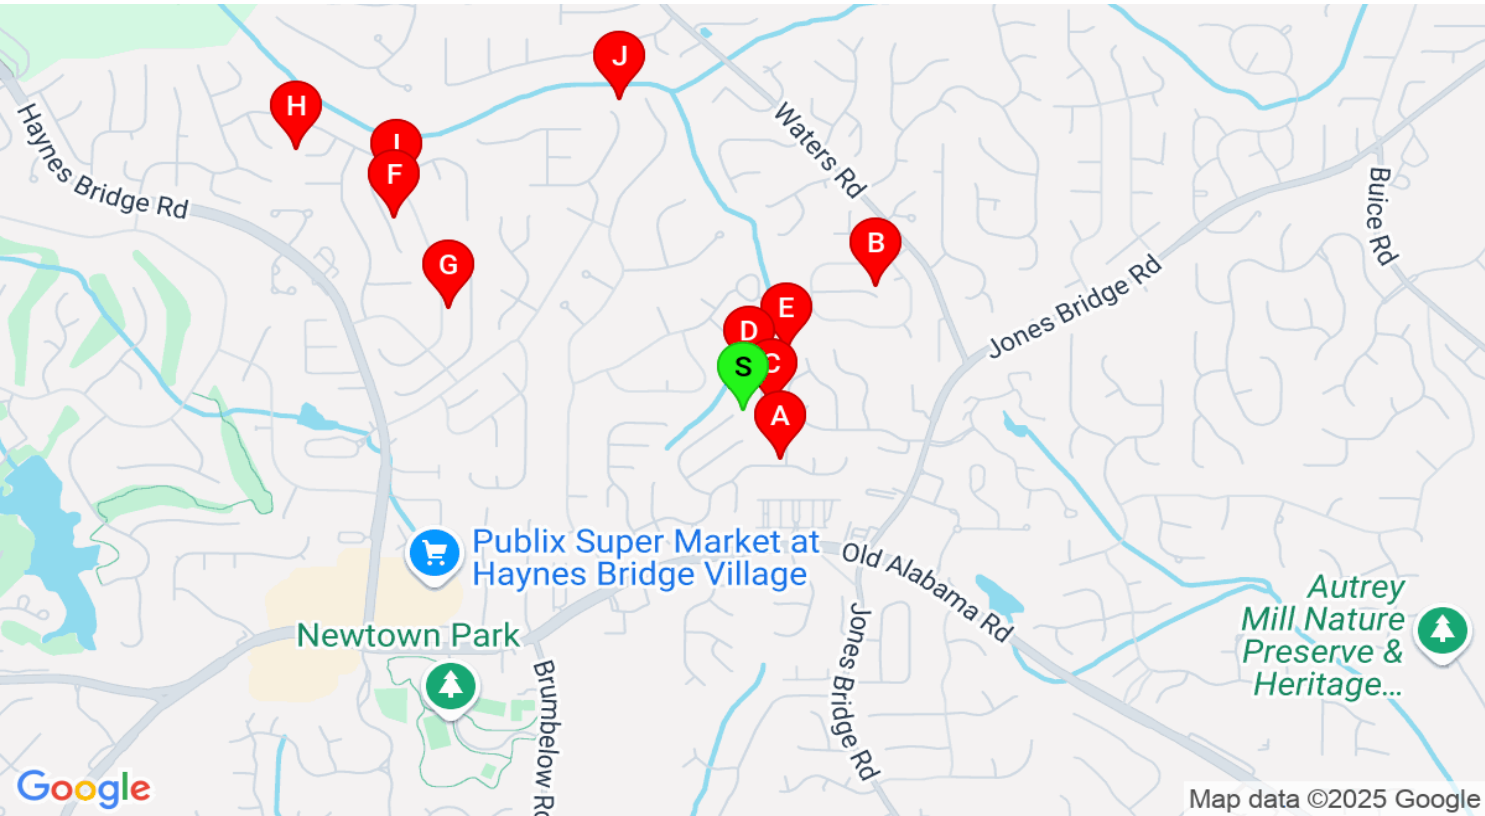 J
H
I
F
Haynes Bridge Rd
Waters Rd
Buice Rd
B
G
Jones Bridge Rd
E
D
C
S
A
Publix Super Market at
Haynes Bridge Village
Old Alabama Rd
Autrey
Mill Nature
Preserve &
Heritage...
Newtown Park
Jones Bridge Rd
Brumbelow Rd
Google
Map data ©2025 Google